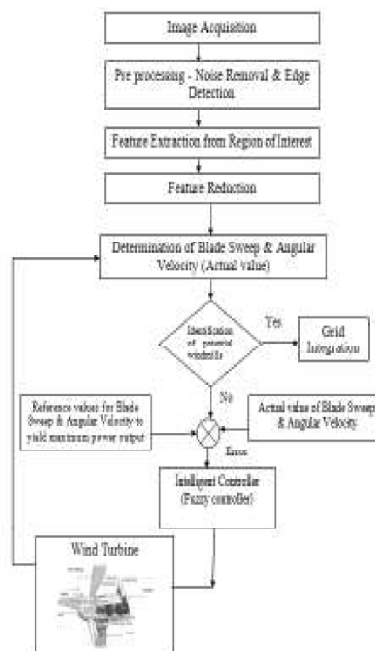 Image Acquisition
Pre procesing - Noise Removal & Edge
Detection
Feature Extraction from Region of Interest
Feature Reduction
Determination of Blade Sweep & Angular
Velocity (Actual value)
Identification
of potential
windmills
Yes
Grid
Integration
No
Reference values for Blade
Sweep & Angular Velocity to
yield maximum power output
Actual value of Blade Sweep
& Angular Velocity
Error
Intelligent Controller
(Fuzzy controller)
Wind Turbine